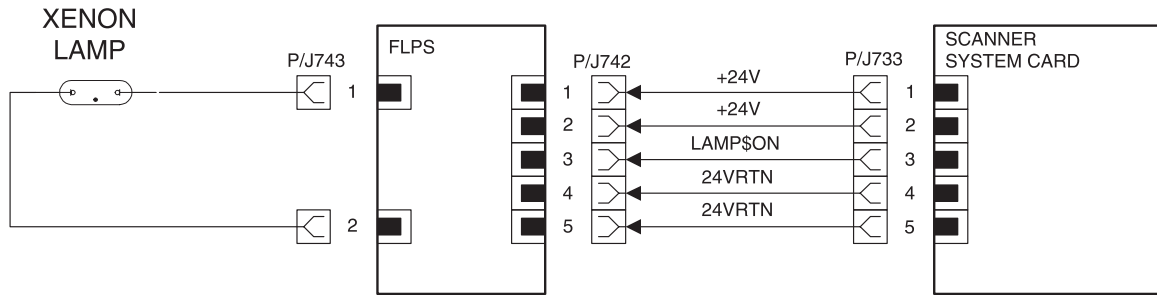 XENON
LAMP
P/J743
1
2
FLPS
P/J742
1
2
3
4
5
+24V
+24V
LAMP$ON
24VRTN
24VRTN
P/J733
1
2
3
4
5
SCANNER
SYSTEM CARD